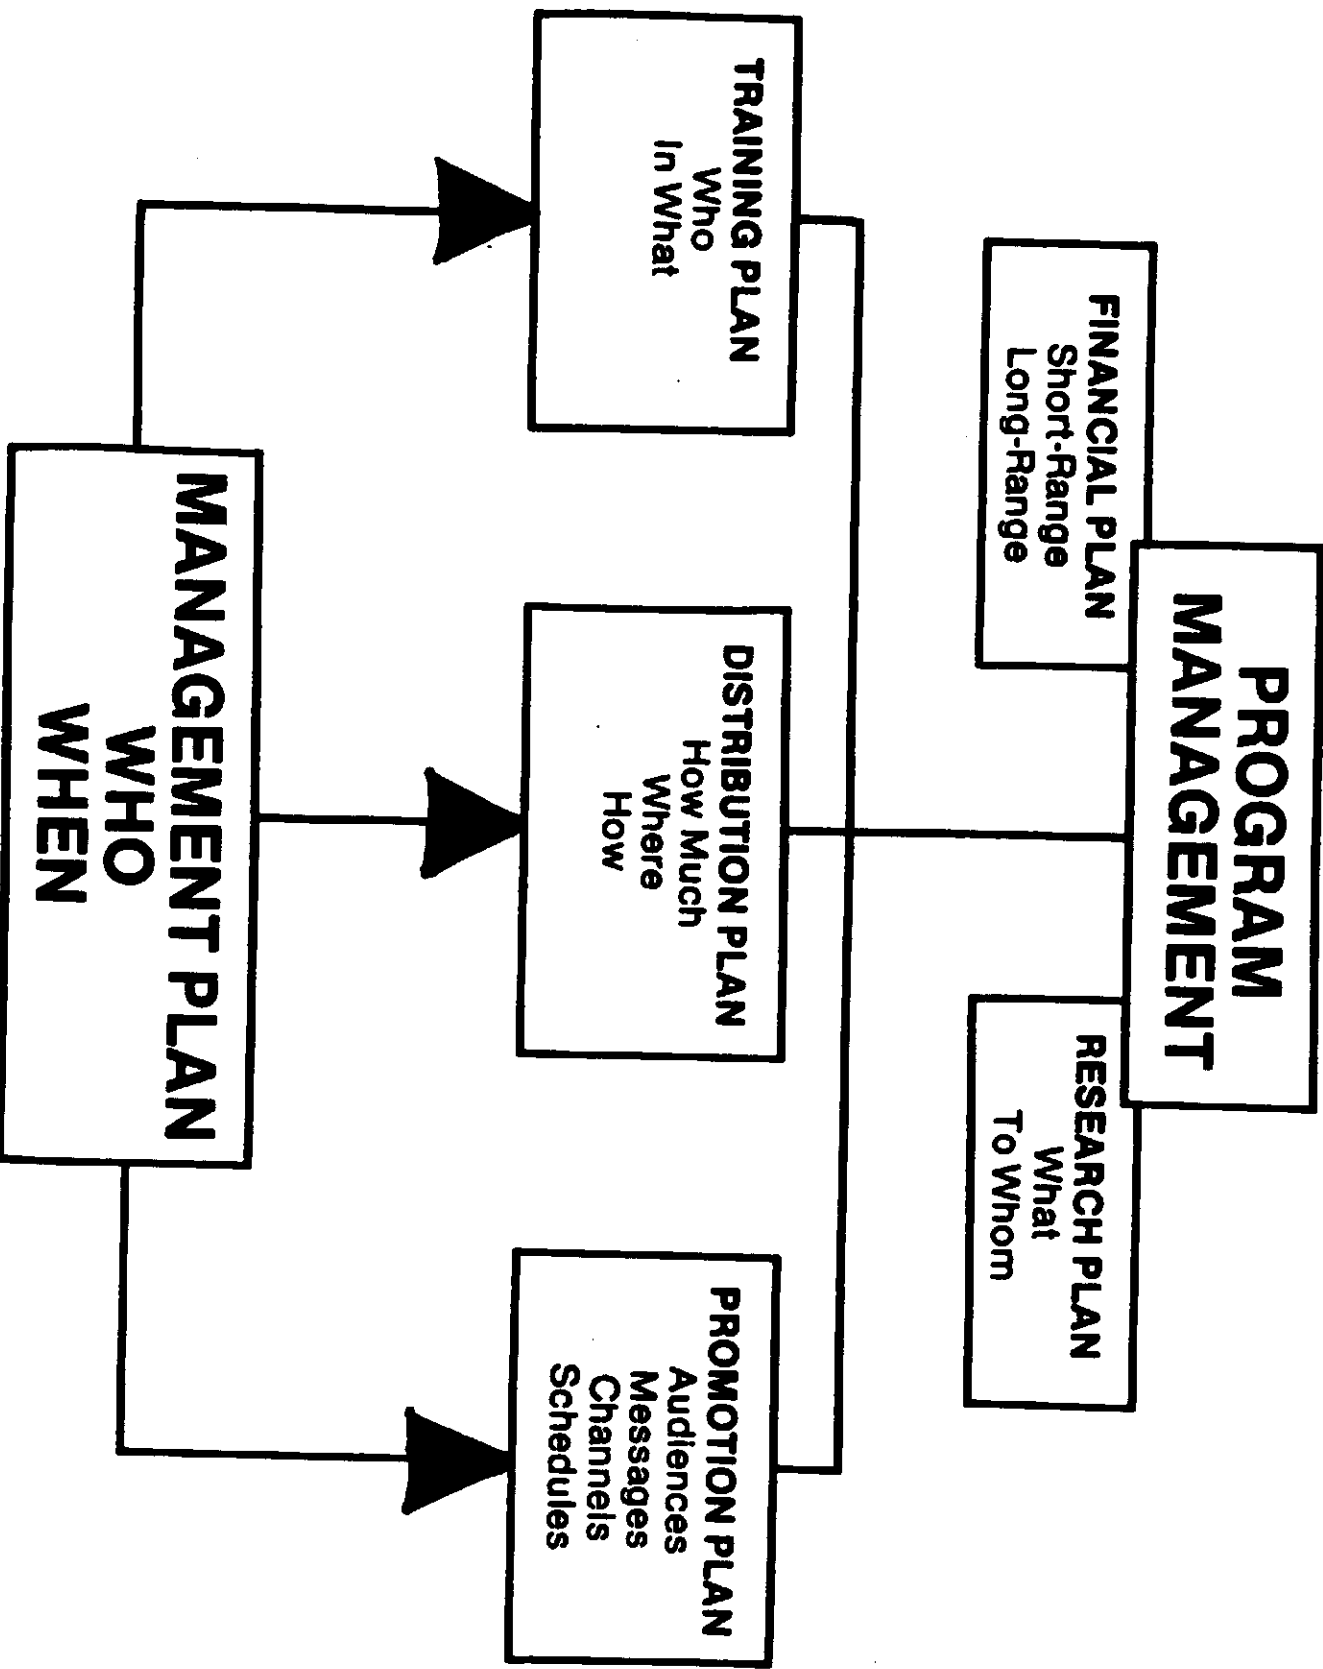 PROGRAM
MANAGEMENT
FINANCIAL PLAN
Short-Range
Long-Range
RESEARCH PLAN
What
To Whom
TRAINING PLAN
Who
In What
DISTRIBUTION PLAN
How Much
Where
How
PROMOTION PLAN
Audiences
Messages
Channels
Schedules
MANAGEMENT PLAN
WHO
WHEN